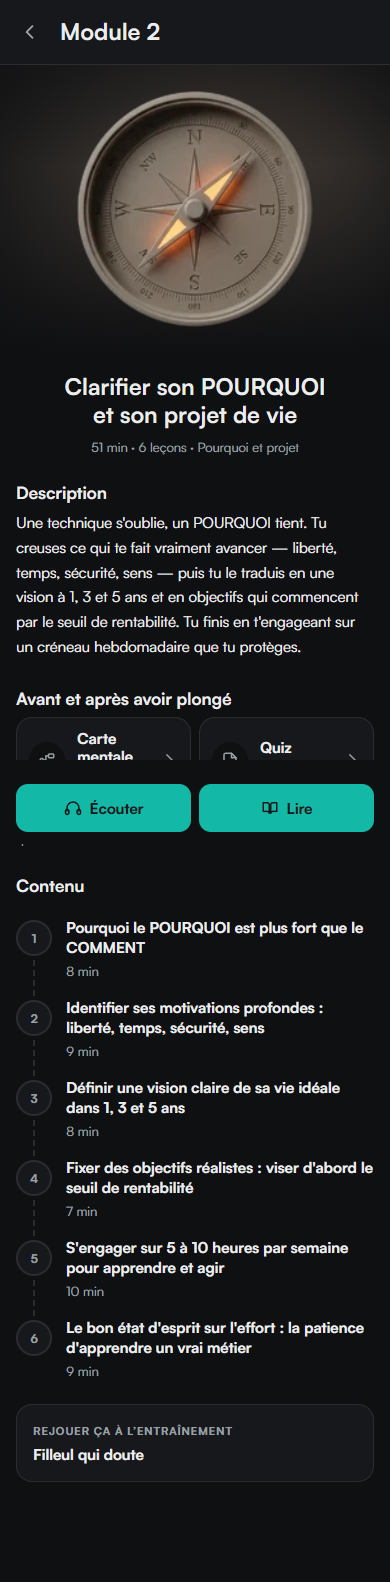 Module 2
N
NW
E
W
SE
S
Clarifier son POURQUOI
et son projet de vie
51 min · 6 leçons · Pourquoi et projet
Description
Une technique s'oublie, un POURQUOI tient. Tu
creuses ce qui te fait vraiment avancer — liberté,
temps, sécurité, sens — puis tu le traduis en une
vision à 1, 3 et 5 ans et en objectifs qui commencent
par le seuil de rentabilité. Tu finis en t'engageant sur
un créneau hebdomadaire que tu protèges.
Avant et après avoir plongé
Carte
mentale
Quiz
Écouter
Lire
Contenu
1
Pourquoi le POURQUOI est plus fort que le
COMMENT
8 min
2
Identifier ses motivations profondes :
liberté, temps, sécurité, sens
9 min
3
Définir une vision claire de sa vie idéale
dans 1, 3 et 5 ans
8 min
4
Fixer des objectifs réalistes : viser d'abord le
seuil de rentabilité
7 min
5
S'engager sur 5 à 10 heures par semaine
pour apprendre et agir
10 min
6
Le bon état d'esprit sur l'effort : la patience
d'apprendre un vrai métier
9 min
REJOUER ÇA À L'ENTRAÎNEMENT
Filleul qui doute